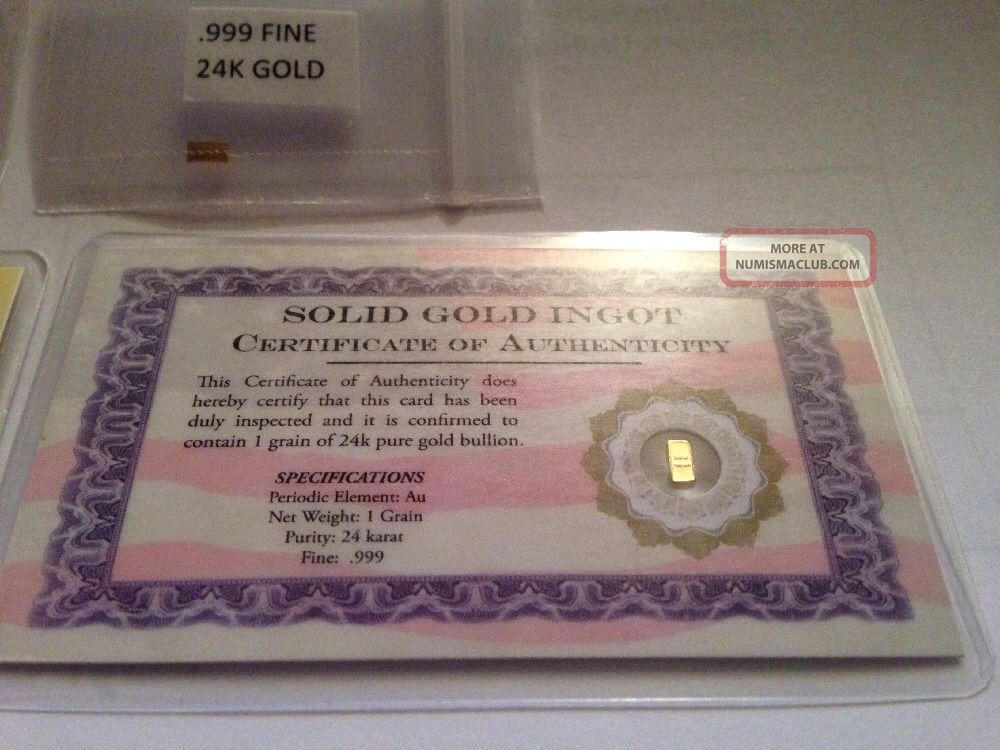 .999 FINE
24K GOLD
MORE AT
NUMISMACLUB.COM
SOLID GOLD INGOT
CERTIFICATE OF AUTHENTICITY
This Certificate of Authenticity does
hereby certify that this card has been
duly inspected and it is confirmed to
contain 1 grain of 24k pure gold bullion.
SPECIFICATIONS
Periodic Element: Au
Net Weight: 1 Grain
Purity: 24 karat
Fine: .999